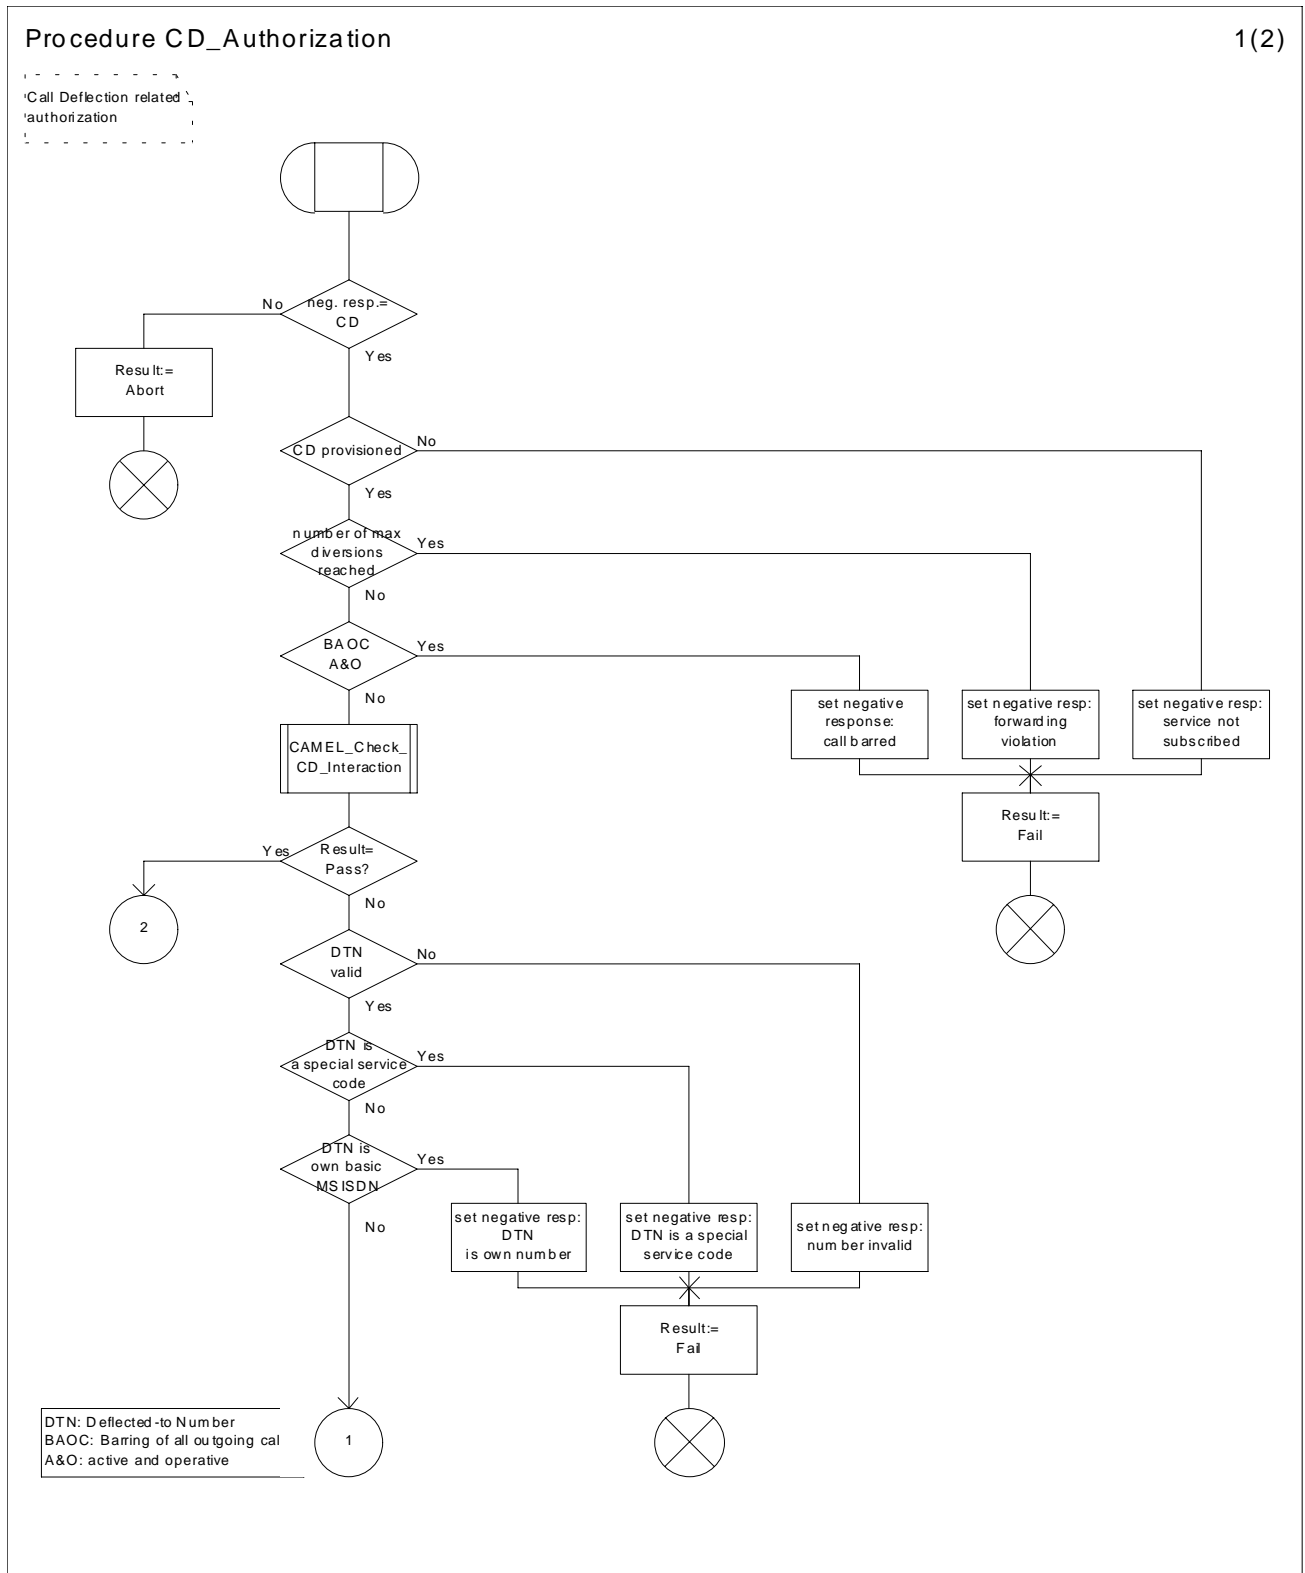 Procedure CD_Authorization
1(2)
Call Deflection related
authorization
neg. resp.=
CD
No
Yes
Result:=
Abort
CD provisioned
No
Yes
number of max
diversions
reached
Yes
No
BAOC
A&O
Yes
No
set negative
response:
call barred
set negative resp:
forwarding
violation
set negative resp:
service not
subscribed
CAMEL_Check_
CD_Interaction
Result:=
Fail
Result=
Pass?
Yes
No
2
DTN
valid
No
Yes
DTN is
a special service
code
Yes
No
DTN is
own basic
MSISDN
Yes
No
set negative resp:
DTN
is own number
set negative resp:
DTN is a special
service code
set negative resp:
number invalid
Result:=
Fail
1
DTN: Deflected-to Number
BAOC: Barring of all outgoing cal
A&O: active and operative